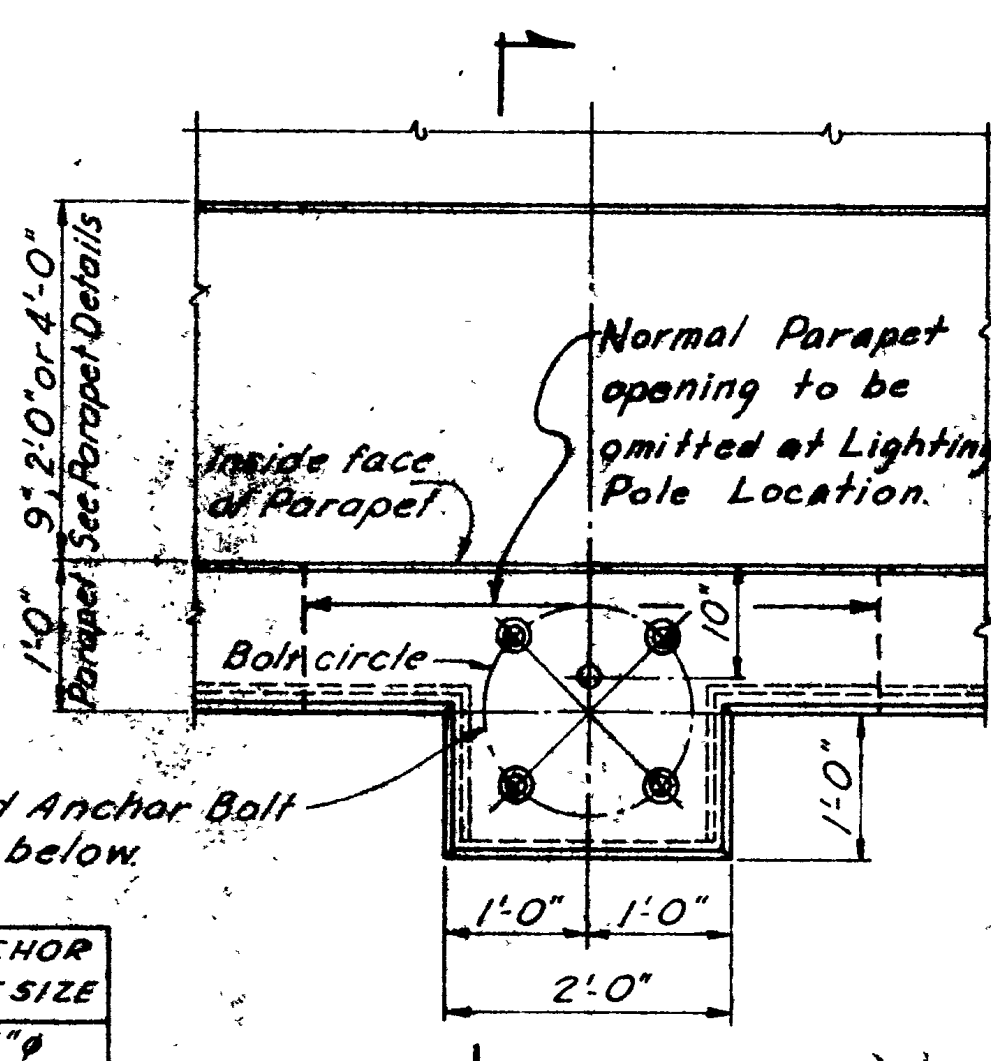 Normal Parapet
opening to be
omitted at Lighting
Pole Location.
9", 2'-0" or 4'-0"
See Parapet Details
Inside face
of Parapet
1'-0"
Parapet
10"
Bolt circle
1'-0"
Anchor Bolt
below.
1'-0" 1'-0"
2'-0"
SIZE
"φ